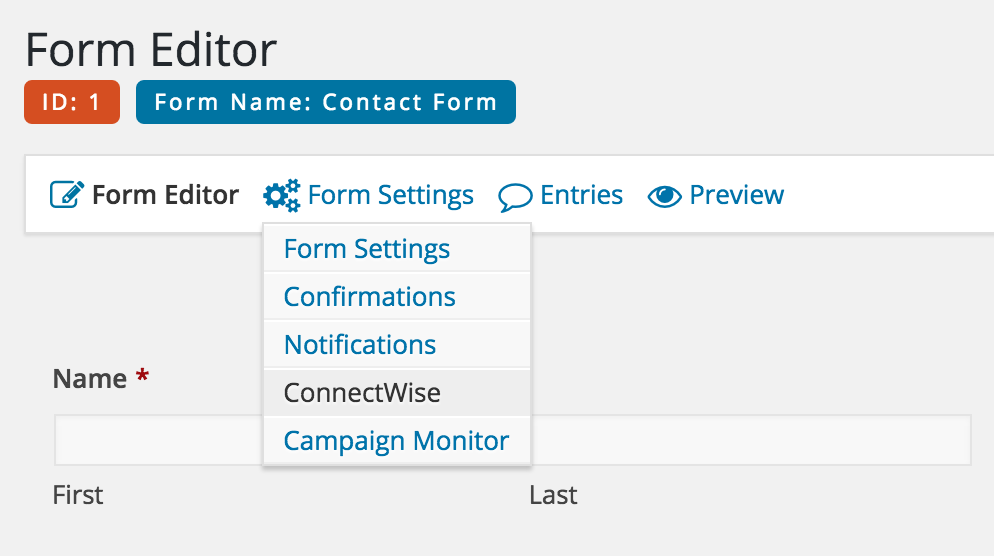 Form Editor
ID: 1 Form Name: Contact Form
Form Editor Form Settings Entries Preview
Form Settings
Confirmations
Notifications
ConnectWise
Campaign Monitor
Name *
First Last